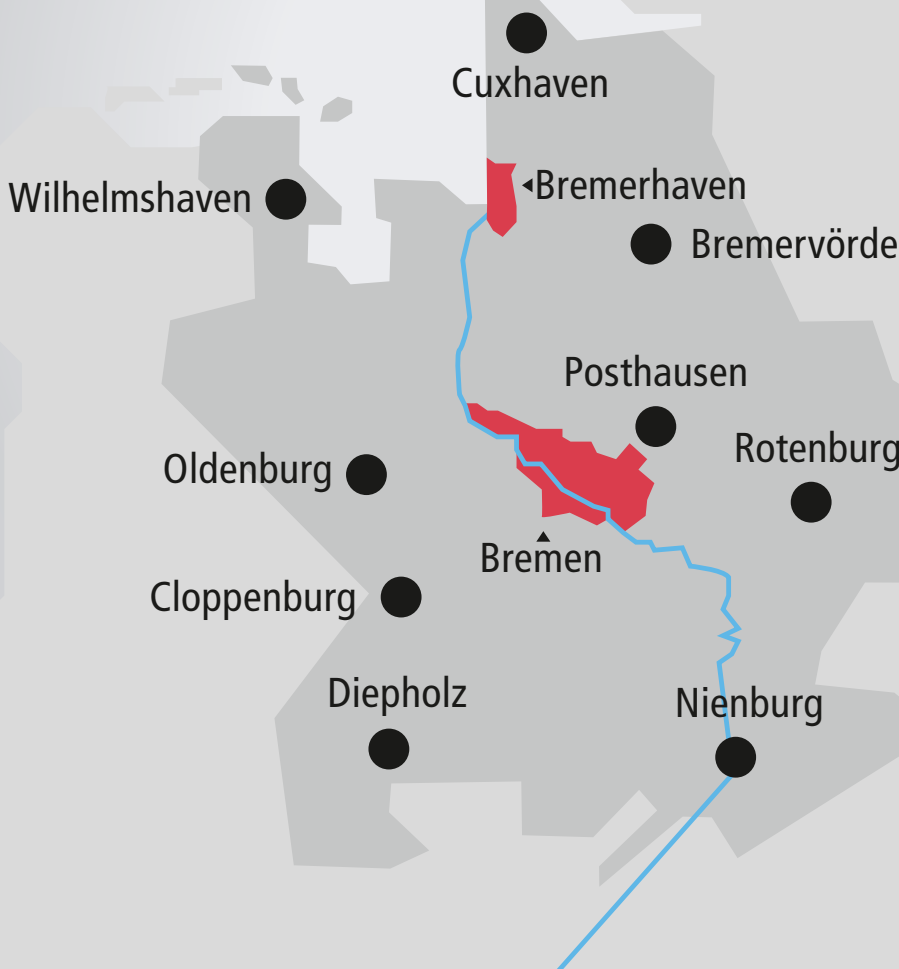 Cuxhaven
Wilhelmshaven
Bremerhaven
Bremervörde
Posthausen
Rotenburg
Oldenburg
Bremen
Cloppenburg
Diepholz
Nienburg